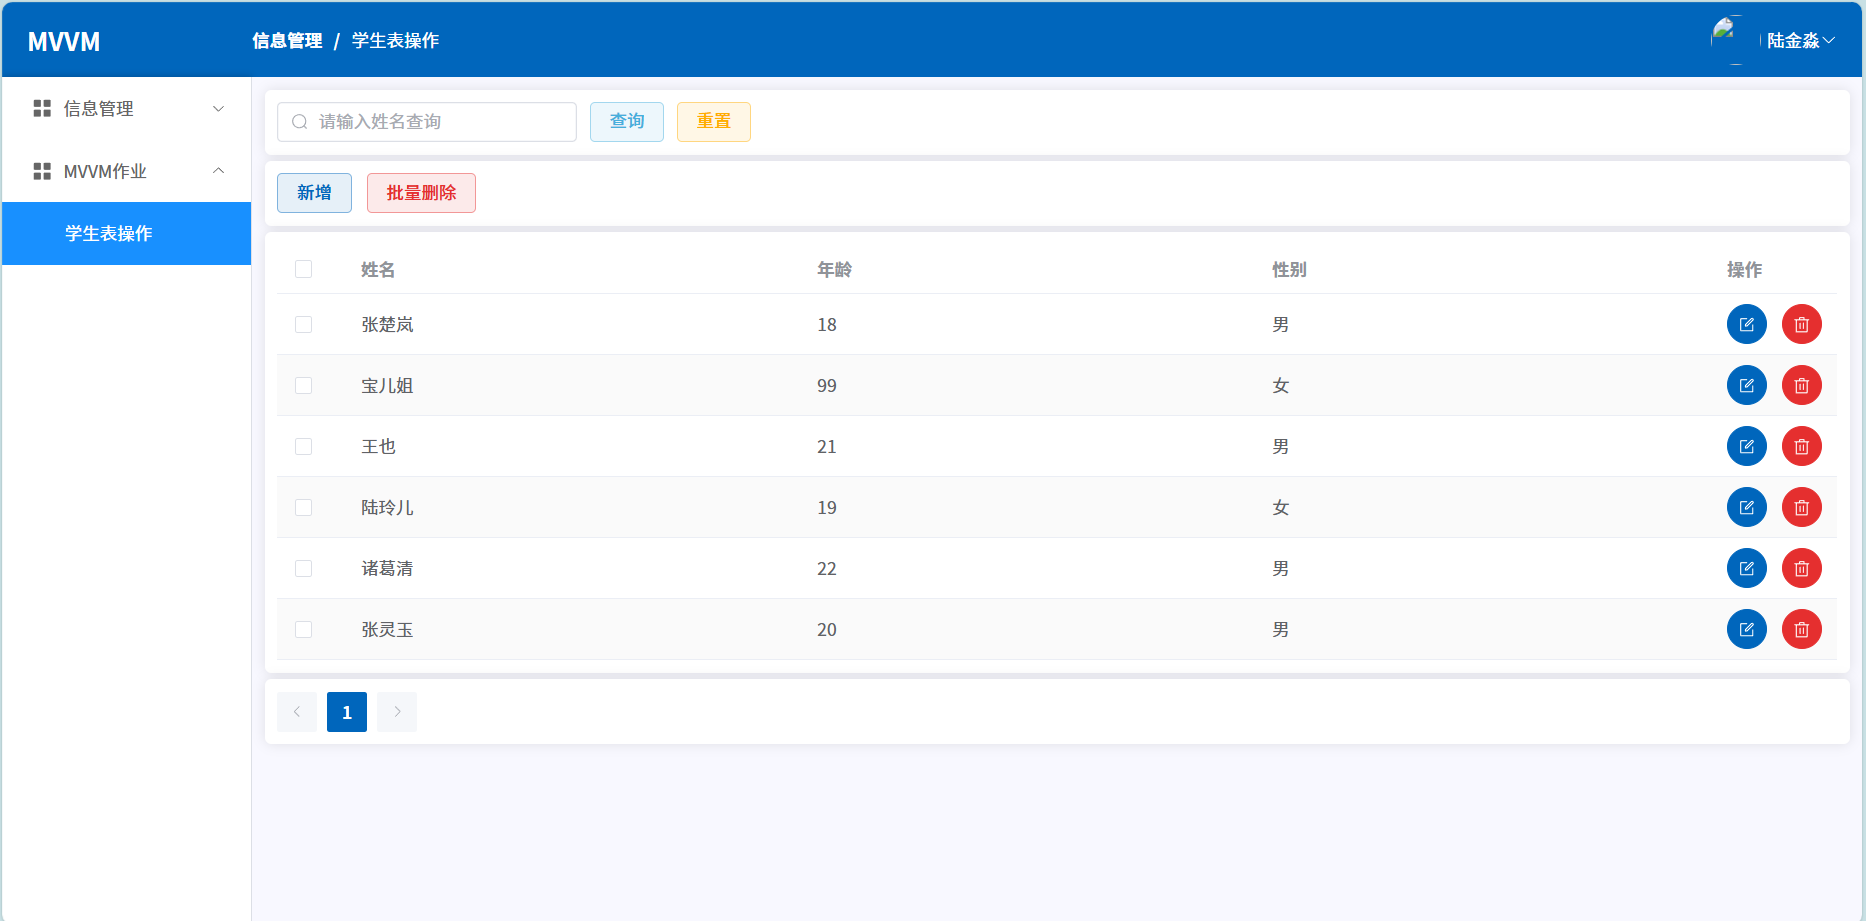 MVVM
信息管理 / 学生表操作
陆金淼
信息管理
MVVM作业
学生表操作
请输入姓名查询 查询 重置
新增 批量删除
姓名 年龄 性别 操作
张楚岚 18 男
宝儿姐 99 女
王也 21 男
陆玲儿 19 女
诸葛清 22 男
张灵玉 20 男
1